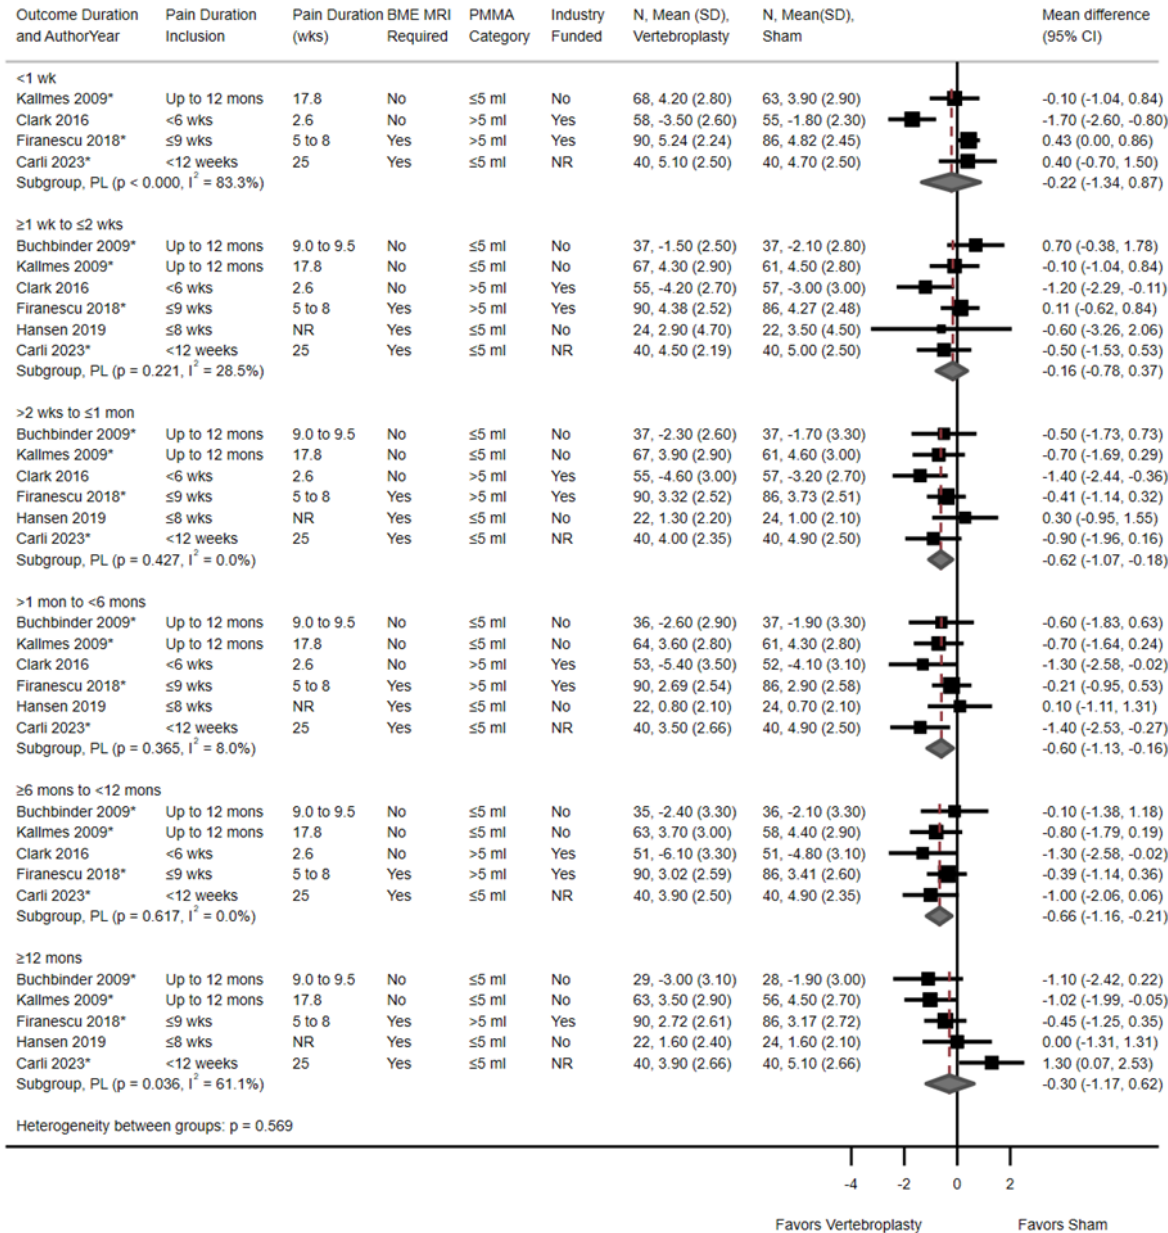 Outcome Duration and AuthorYear Pain Duration Inclusion Pain Duration (wks) BME MRI Required PMMA Category Industry Funded N, Mean (SD), Vertebroplasty N, Mean(SD), Sham Mean difference (95% CI)
<1 wk
Kallmes 2009* Up to 12 mons 17.8 No ≤5 ml No 68, 4.20 (2.80) 63, 3.90 (2.90) -0.10 (-1.04, 0.84)
Clark 2016 <6 wks 2.6 No >5 ml Yes 58, -3.50 (2.60) 55, -1.80 (2.30) -1.70 (-2.60, -0.80)
Firanescu 2018* ≤9 wks 5 to 8 Yes >5 ml Yes 90, 5.24 (2.24) 86, 4.82 (2.45) 0.43 (0.00, 0.86)
Carli 2023* <12 weeks 25 Yes ≤5 ml NR 40, 5.10 (2.50) 40, 4.70 (2.50) 0.40 (-0.70, 1.50)
Subgroup, PL (p < 0.000, I² = 83.3%) -0.22 (-1.34, 0.87)
≥1 wk to ≤2 wks
Buchbinder 2009* Up to 12 mons 9.0 to 9.5 No ≤5 ml No 37, -1.50 (2.50) 37, -2.10 (2.80) 0.70 (-0.38, 1.78)
Kallmes 2009* Up to 12 mons 17.8 No ≤5 ml No 67, 4.30 (2.90) 61, 4.50 (2.80) -0.10 (-1.04, 0.84)
Clark 2016 <6 wks 2.6 No >5 ml Yes 55, -4.20 (2.70) 57, -3.00 (3.00) -1.20 (-2.29, -0.11)
Firanescu 2018* ≤9 wks 5 to 8 Yes >5 ml Yes 90, 4.38 (2.52) 86, 4.27 (2.48) 0.11 (-0.62, 0.84)
Hansen 2019 ≤8 wks NR Yes ≤5 ml No 24, 2.90 (4.70) 22, 3.50 (4.50) -0.60 (-3.26, 2.06)
Carli 2023* <12 weeks 25 Yes ≤5 ml NR 40, 4.50 (2.19) 40, 5.00 (2.50) -0.50 (-1.53, 0.53)
Subgroup, PL (p = 0.221, I² = 28.5%) -0.16 (-0.78, 0.37)
>2 wks to ≤1 mon
Buchbinder 2009* Up to 12 mons 9.0 to 9.5 No ≤5 ml No 37, -2.30 (2.60) 37, -1.70 (3.30) -0.50 (-1.73, 0.73)
Kallmes 2009* Up to 12 mons 17.8 No ≤5 ml No 67, 3.90 (2.90) 61, 4.60 (3.00) -0.70 (-1.69, 0.29)
Clark 2016 <6 wks 2.6 No >5 ml Yes 55, -4.60 (3.00) 57, -3.20 (2.70) -1.40 (-2.44, -0.36)
Firanescu 2018* ≤9 wks 5 to 8 Yes >5 ml Yes 90, 3.32 (2.52) 86, 3.73 (2.51) -0.41 (-1.14, 0.32)
Hansen 2019 ≤8 wks NR Yes ≤5 ml No 22, 1.30 (2.20) 24, 1.00 (2.10) 0.30 (-0.95, 1.55)
Carli 2023* <12 weeks 25 Yes ≤5 ml NR 40, 4.00 (2.35) 40, 4.90 (2.50) -0.90 (-1.96, 0.16)
Subgroup, PL (p = 0.427, I² = 0.0%) -0.62 (-1.07, -0.18)
>1 mon to <6 mons
Buchbinder 2009* Up to 12 mons 9.0 to 9.5 No ≤5 ml No 36, -2.60 (2.90) 37, -1.90 (3.30) -0.60 (-1.83, 0.63)
Kallmes 2009* Up to 12 mons 17.8 No ≤5 ml No 64, 3.60 (2.80) 61, 4.30 (2.80) -0.70 (-1.64, 0.24)
Clark 2016 <6 wks 2.6 No >5 ml Yes 53, -5.40 (3.50) 52, -4.10 (3.10) -1.30 (-2.58, -0.02)
Firanescu 2018* ≤9 wks 5 to 8 Yes >5 ml Yes 90, 2.69 (2.54) 86, 2.90 (2.58) -0.21 (-0.95, 0.53)
Hansen 2019 ≤8 wks NR Yes ≤5 ml No 22, 0.80 (2.10) 24, 0.70 (2.10) 0.10 (-1.11, 1.31)
Carli 2023* <12 weeks 25 Yes ≤5 ml NR 40, 3.50 (2.66) 40, 4.90 (2.50) -1.40 (-2.53, -0.27)
Subgroup, PL (p = 0.365, I² = 8.0%) -0.60 (-1.13, -0.16)
≥6 mons to <12 mons
Buchbinder 2009* Up to 12 mons 9.0 to 9.5 No ≤5 ml No 35, -2.40 (3.30) 36, -2.10 (3.30) -0.10 (-1.38, 1.18)
Kallmes 2009* Up to 12 mons 17.8 No ≤5 ml No 63, 3.70 (3.00) 58, 4.40 (2.90) -0.80 (-1.79, 0.19)
Clark 2016 <6 wks 2.6 No >5 ml Yes 51, -6.10 (3.30) 51, -4.80 (3.10) -1.30 (-2.58, -0.02)
Firanescu 2018* ≤9 wks 5 to 8 Yes >5 ml Yes 90, 3.02 (2.59) 86, 3.41 (2.60) -0.39 (-1.14, 0.36)
Carli 2023* <12 weeks 25 Yes ≤5 ml NR 40, 3.90 (2.50) 40, 4.90 (2.35) -1.00 (-2.06, 0.06)
Subgroup, PL (p = 0.617, I² = 0.0%) -0.66 (-1.16, -0.21)
≥12 mons
Buchbinder 2009* Up to 12 mons 9.0 to 9.5 No ≤5 ml No 29, -3.00 (3.10) 28, -1.90 (3.00) -1.10 (-2.42, 0.22)
Kallmes 2009* Up to 12 mons 17.8 No ≤5 ml No 63, 3.50 (2.90) 56, 4.50 (2.70) -1.02 (-1.99, -0.05)
Firanescu 2018* ≤9 wks 5 to 8 Yes >5 ml Yes 90, 2.72 (2.61) 86, 3.17 (2.72) -0.45 (-1.25, 0.35)
Hansen 2019 ≤8 wks NR Yes ≤5 ml No 22, 1.60 (2.40) 24, 1.60 (2.10) 0.00 (-1.31, 1.31)
Carli 2023* <12 weeks 25 Yes ≤5 ml NR 40, 3.90 (2.66) 40, 5.10 (2.66) 1.30 (0.07, 2.53)
Subgroup, PL (p = 0.036, I² = 61.1%) -0.30 (-1.17, 0.62)
Heterogeneity between groups: p = 0.569
-4 -2 0 2
Favors Vertebroplasty Favors Sham